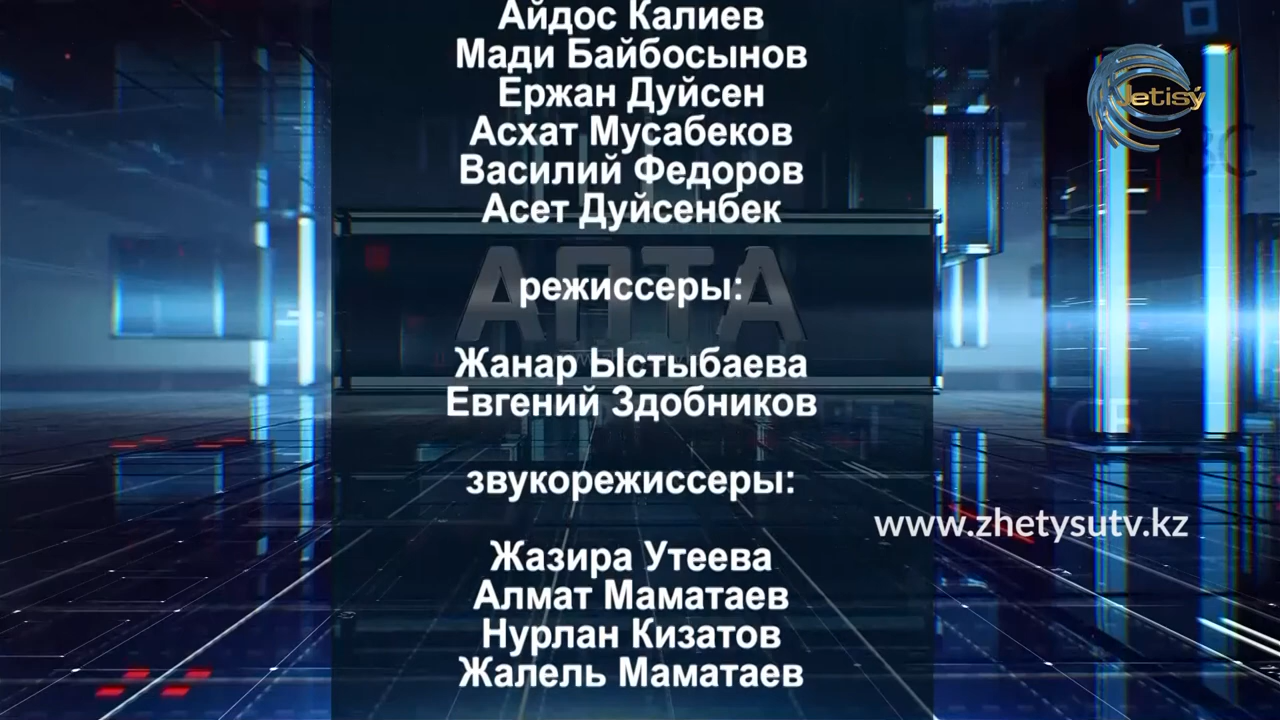 Айдос Калиев
Мади Байбосынов
Ержан Дуйсен
Асхат Мусабеков
Василий Федоров
Асет Дуйсенбек
АПТА
режиссеры:
Жанар Ыстыбаева
Евгений Здобников
звукорежиссеры:
Жазира Утеева
Алмат Маматаев
Нурлан Кизатов
Жалель Маматаев
Jetisý
www.zhetysutv.kz